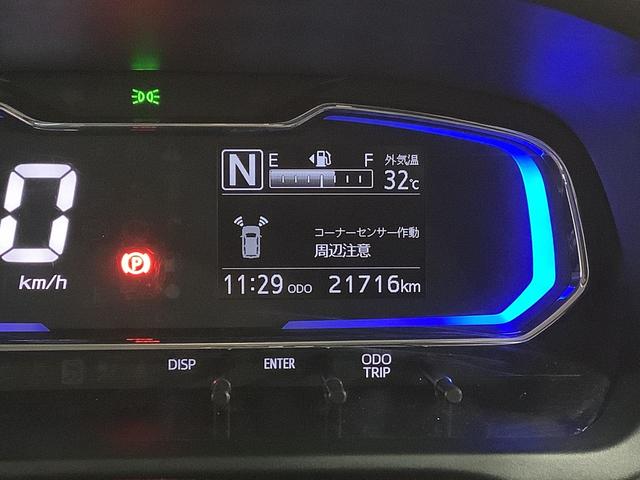 N E F 外気温
32℃
0
km/h
P
コーナーセンサー作動
周辺注意
11:29 ODO 21716km
DISP ENTER ODO TRIP